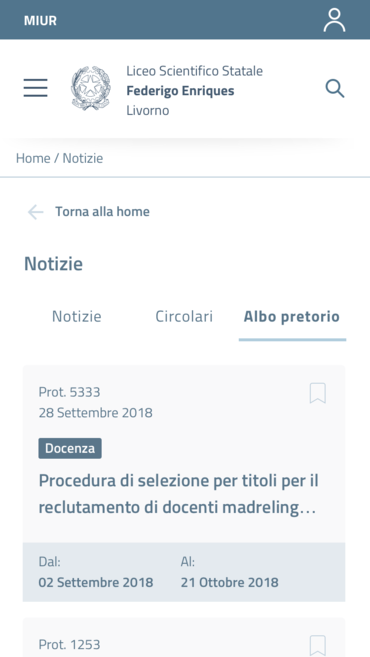 MIUR
Liceo Scientifico Statale
Federigo Enriques
Livorno
Home / Notizie
Torna alla home
Notizie
Notizie Circolari Albo pretorio
Prot. 5333
28 Settembre 2018
Docenza
Procedura di selezione per titoli per il
reclutamento di docenti madreling...
Dal: Al:
02 Settembre 2018 21 Ottobre 2018
Prot. 1253